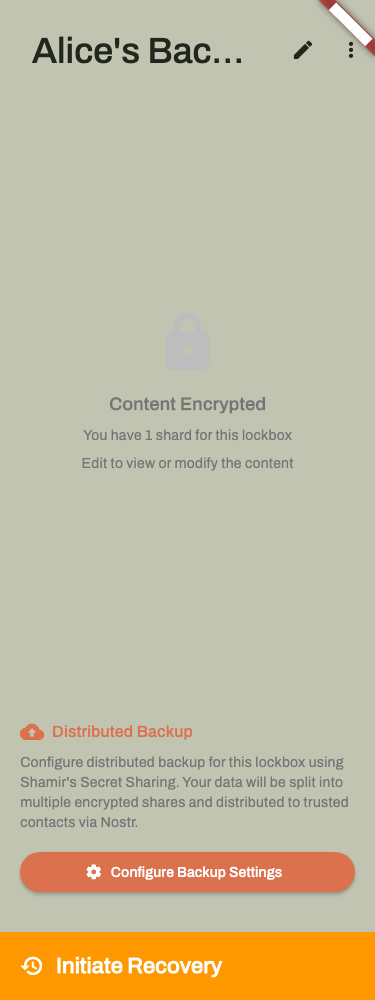 Alice's Bac...
Content Encrypted
You have 1 shard for this lockbox
Edit to view or modify the content
Distributed Backup
Configure distributed backup for this lockbox using
Shamir's Secret Sharing. Your data will be split into
multiple encrypted shares and distributed to trusted
contacts via Nostr.
Configure Backup Settings
Initiate Recovery